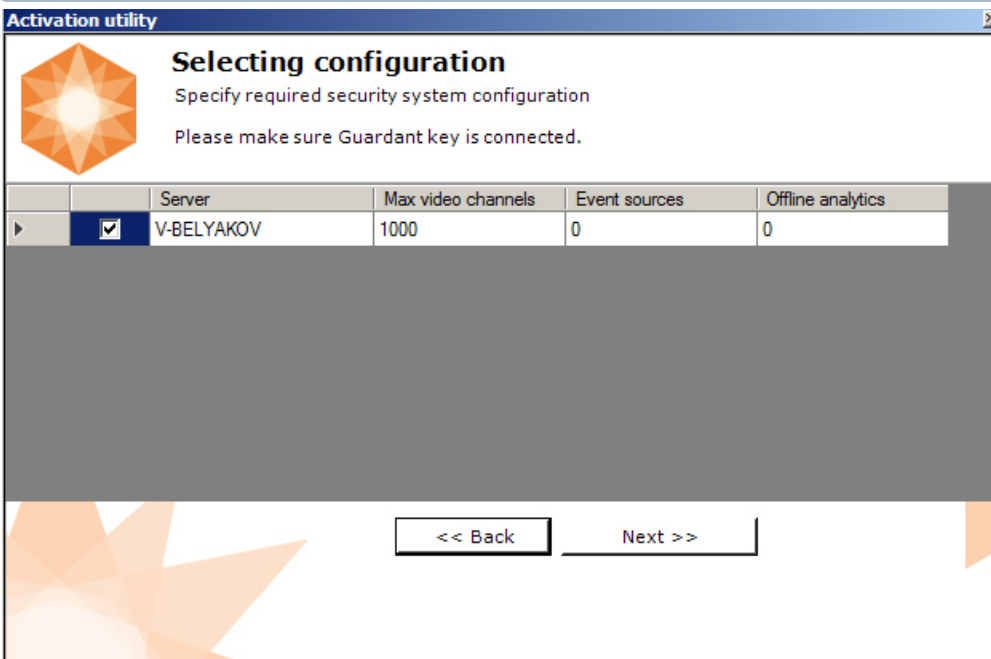 Activation utility
Selecting configuration
Specify required security system configuration
Please make sure Guardant key is connected.
Server Max video channels Event sources Offline analytics
V-BELYAKOV 1000 0 0
<< Back Next >>